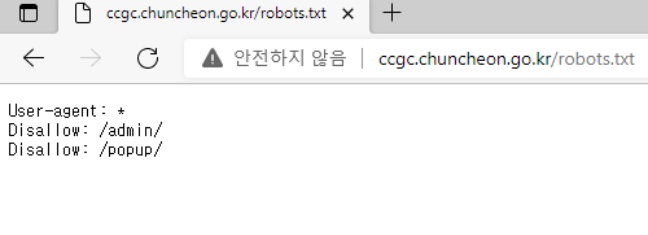 ccgc.chuncheon.go.kr/robots.txt
안전하지 않음 ccgc.chuncheon.go.kr/robots.txt
User-agent: *
Disallow: /admin/
Disallow: /popup/